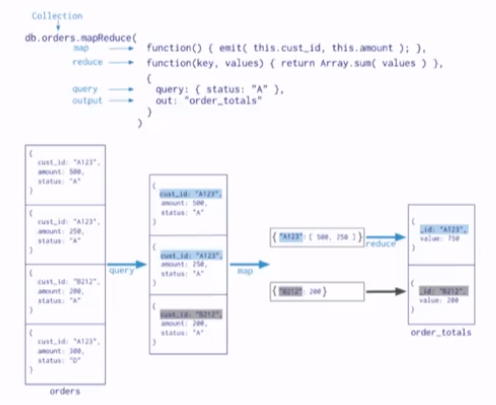 Collection
db.orders.mapReduce(
map function() { emit( this.cust_id, this.amount ); },
reduce function(key, values) { return Array.sum( values ) },
{
query query: { status: "A" },
output out: "order_totals"
}
)
{
cust_id: "A123",
amount: 500,
status: "A"
}
{
cust_id: "A123",
amount: 250,
status: "A"
}
{
cust_id: "B212",
amount: 200,
status: "A"
}
{
cust_id: "A123",
amount: 300,
status: "D"
}
orders
query
{
cust_id: "A123",
amount: 500,
status: "A"
}
{
cust_id: "A123",
amount: 250,
status: "A"
}
{
cust_id: "B212",
amount: 200,
status: "A"
}
map
{ "A123": [ 500, 250 ] }
{ "B212": 200 }
reduce
{
_id: "A123",
value: 750
}
{
_id: "B212",
value: 200
}
order_totals